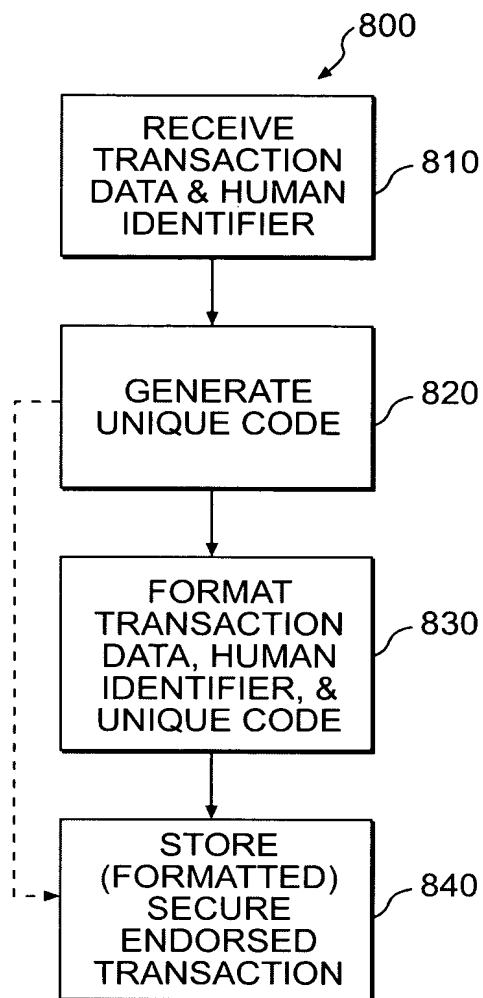 800
RECEIVE
TRANSACTION
DATA & HUMAN
IDENTIFIER
810
GENERATE
UNIQUE CODE
820
FORMAT
TRANSACTION
DATA, HUMAN
IDENTIFIER, &
UNIQUE CODE
830
STORE
(FORMATTED)
SECURE
ENDORSED
TRANSACTION
840